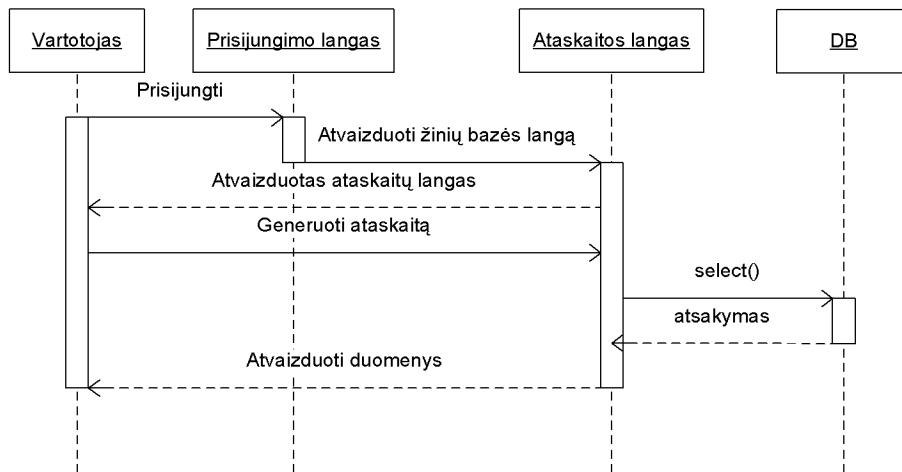 Vartotojas
Prisijungimo langas
Ataskaitos langas
DB
Prisijungti
Atvaizduoti žinių bazės langą
Atvaizduotas ataskaitų langas
Generuoti ataskaitą
select()
atsakymas
Atvaizduoti duomenys